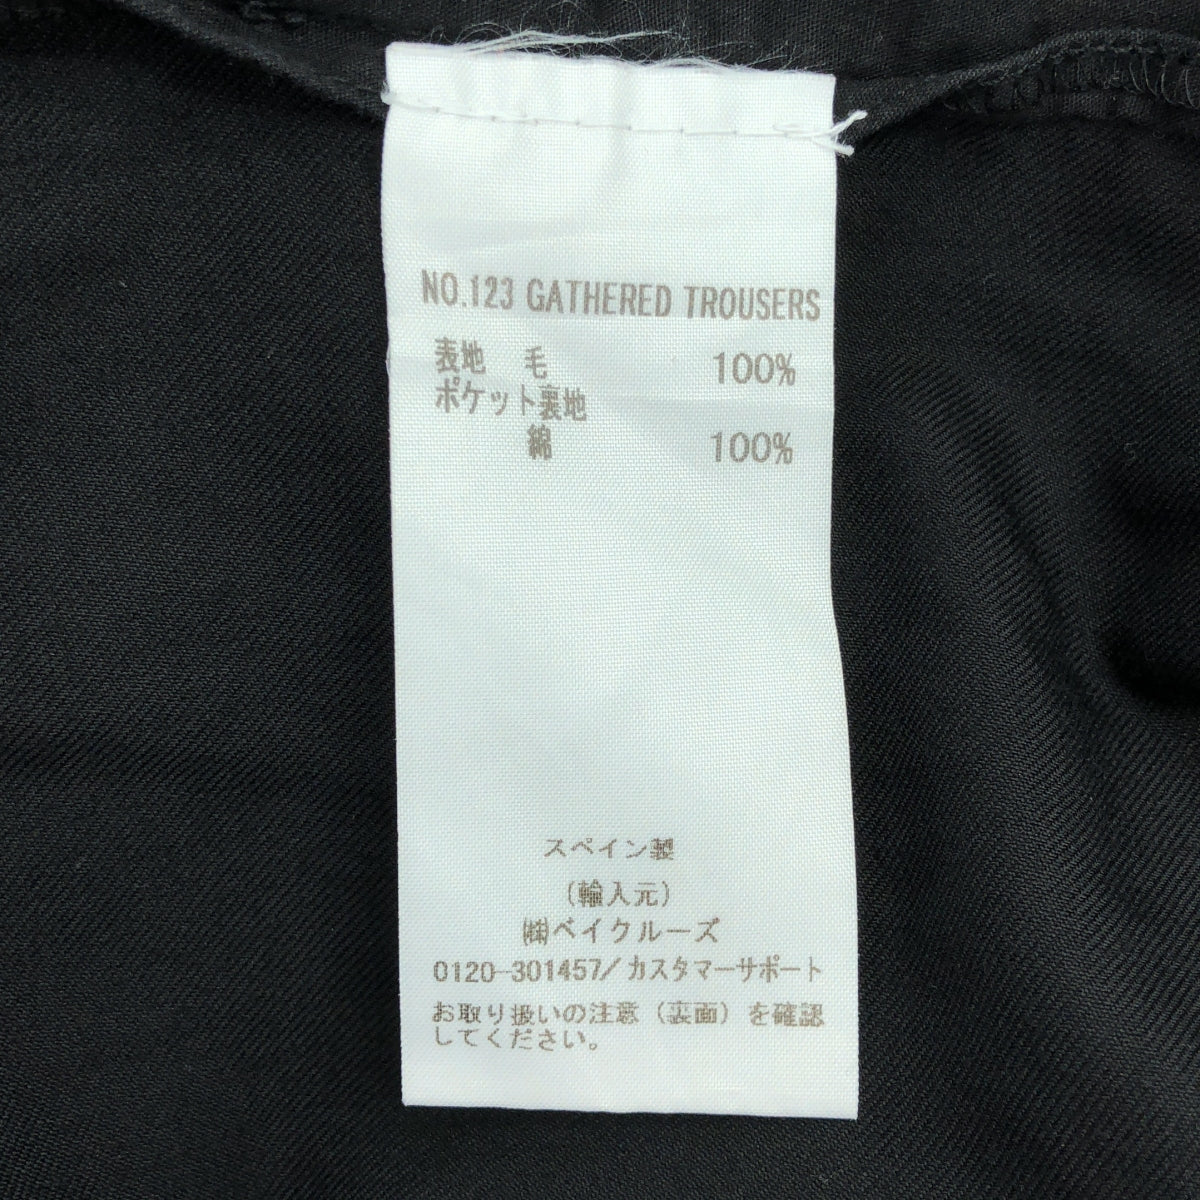 NO.123 GATHERED TROUSERS
表地 毛 100%
ポケット裏地
綿 100%
スペイン製
(輸入元)
㈱ベイクルーズ
0120-301457/カスタマーサポート
お取り扱いの注意(裏面)を確認
してください。